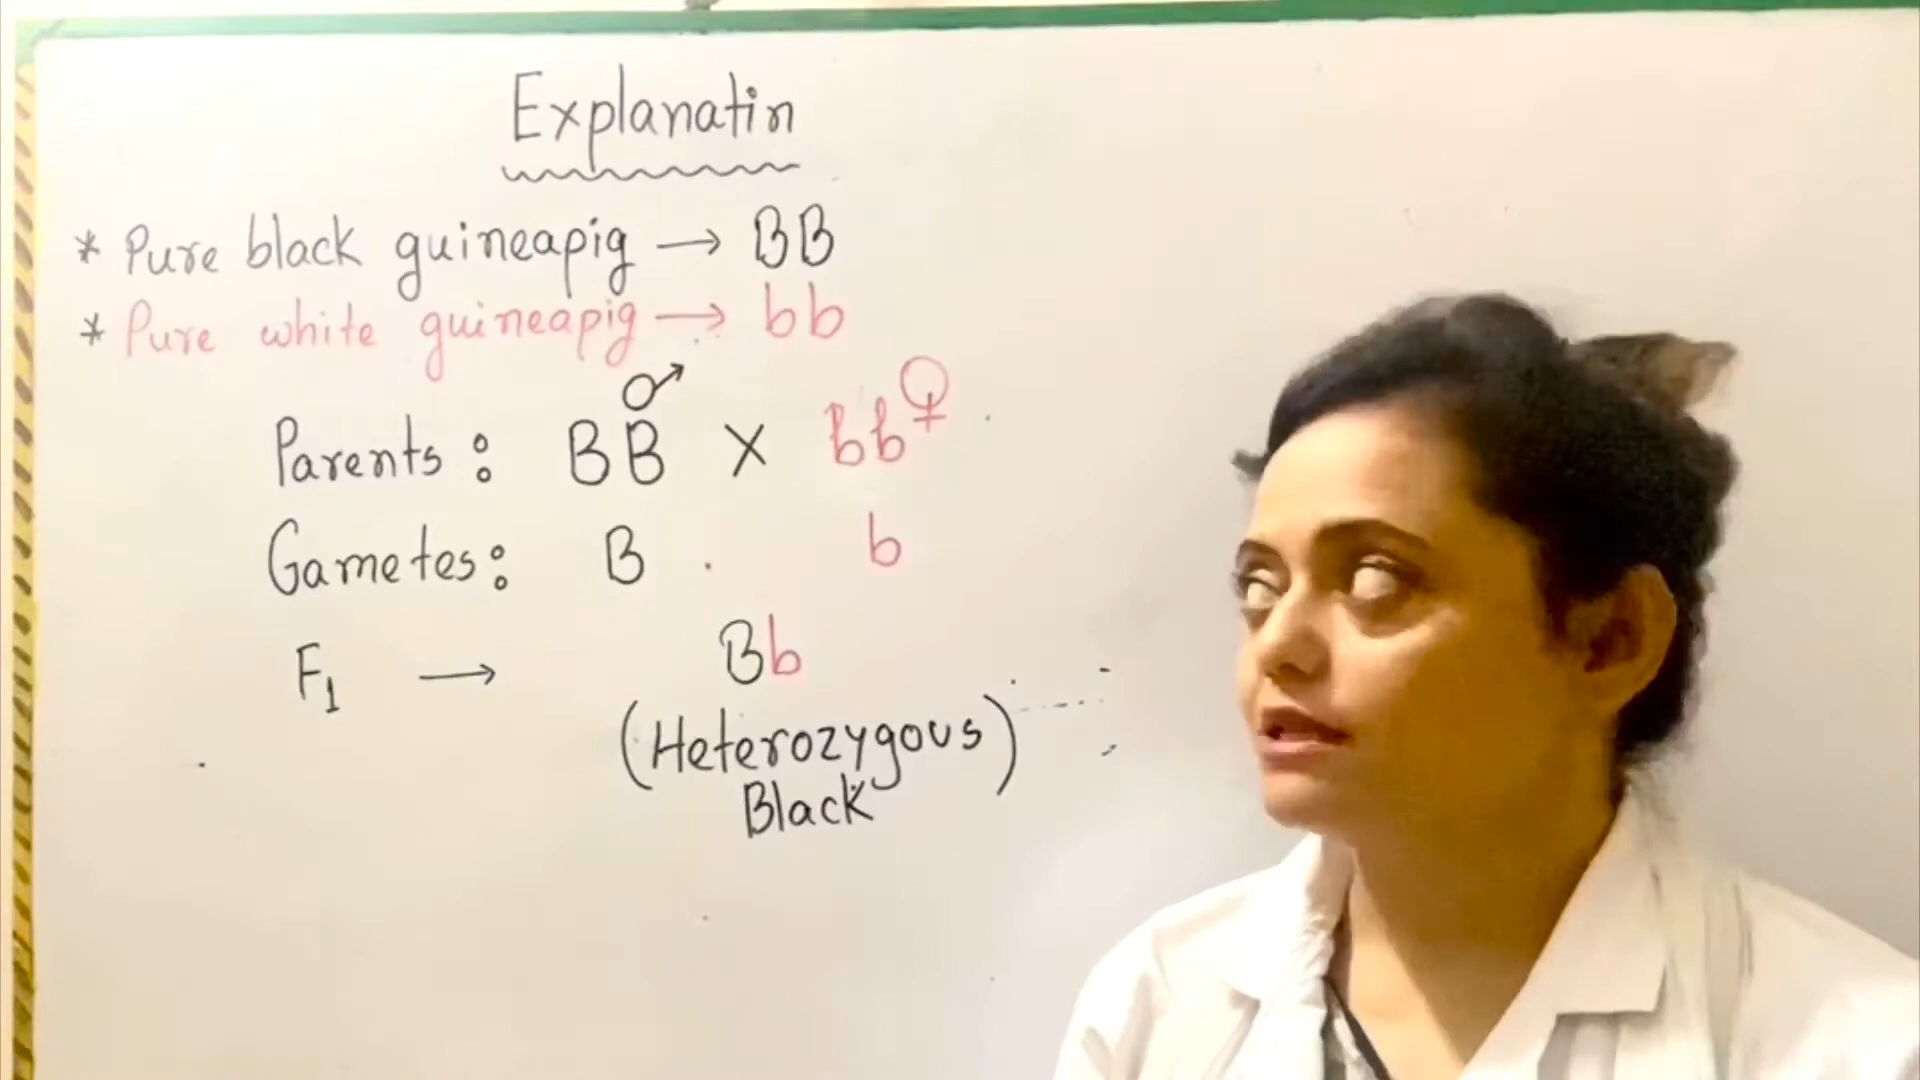 Explanatin
* Pure black guineapig → BB
* Pure white guineapig → bb
♂
Parents : BB X bb♀
Gametes : B b
F₁ → Bb
(Heterozygous)
Black